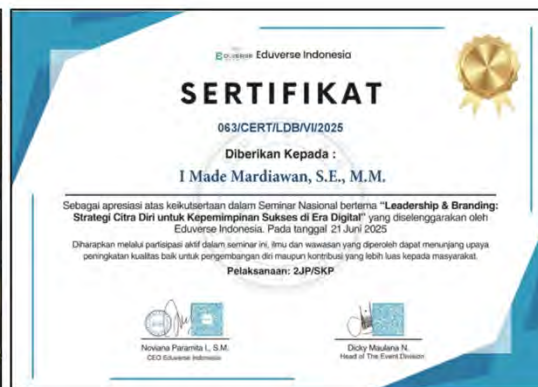 EDUVERSE Eduverse Indonesia
SERTIFIKAT
063/CERT/LDB/VI/2025
Diberikan Kepada :
I Made Mardiawan, S.E., M.M.
Sebagai apresiasi atas keikutsertaan dalam Seminar Nasional bertema "Leadership & Branding:
Strategi Citra Diri untuk Kepemimpinan Sukses di Era Digital" yang diselenggarakan oleh
Eduverse Indonesia. Pada tanggal 21 Juni 2025
Diharapkan melalui partisipasi aktif dalam seminar ini, ilmu dan wawasan yang diperoleh dapat menunjang upaya
peningkatan kualitas baik untuk pengembangan diri maupun kontribusi yang lebih luas kepada masyarakat.
Pelaksanaan: 2JP/SKP
Noviana Paramita I., S.M.
CEO Eduverse Indonesia
Dicky Maulana N.
Head of The Event Division